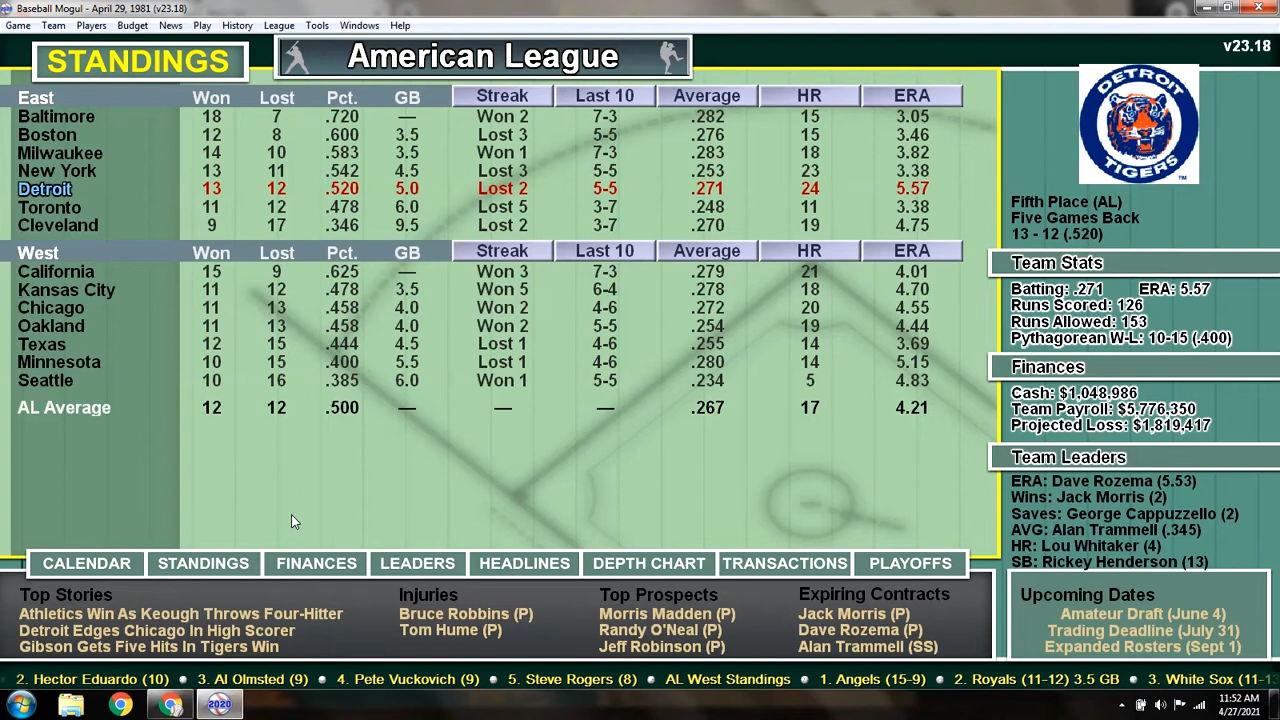 Baseball Mogul - April 29, 1981 (v23.18)
Game Team Players Budget News Play History League Tools Windows Help
STANDINGS American League v23.18
East Won Lost Pct. GB Streak Last 10 Average HR ERA
Baltimore 18 7 .720 — Won 2 7-3 .282 15 3.05
Boston 12 8 .600 3.5 Lost 3 5-5 .276 15 3.46
Milwaukee 14 10 .583 3.5 Won 1 7-3 .283 18 3.82
New York 13 11 .542 4.5 Lost 3 5-5 .253 23 3.38
Detroit 13 12 .520 5.0 Lost 2 5-5 .271 24 5.57
Toronto 11 12 .478 6.0 Lost 5 3-7 .248 11 3.38
Cleveland 9 17 .346 9.5 Lost 2 3-7 .270 19 4.75
West Won Lost Pct. GB Streak Last 10 Average HR ERA
California 15 9 .625 — Won 3 7-3 .279 21 4.01
Kansas City 11 12 .478 3.5 Won 5 6-4 .278 18 4.70
Chicago 11 13 .458 4.0 Won 2 4-6 .272 20 4.55
Oakland 11 13 .458 4.0 Won 2 5-5 .254 19 4.44
Texas 12 15 .444 4.5 Lost 1 4-6 .255 14 3.69
Minnesota 10 15 .400 5.5 Lost 1 4-6 .280 14 5.15
Seattle 10 16 .385 6.0 Won 1 5-5 .234 5 4.83
AL Average 12 12 .500 — — — .267 17 4.21
DETROIT
TIGERS
Fifth Place (AL)
Five Games Back
13 - 12 (.520)
Team Stats
Batting: .271 ERA: 5.57
Runs Scored: 126
Runs Allowed: 153
Pythagorean W-L: 10-15 (.400)
Finances
Cash: $1,048,986
Team Payroll: $5,776,350
Projected Loss: $1,819,417
Team Leaders
ERA: Dave Rozema (5.53)
Wins: Jack Morris (2)
Saves: George Cappuzzello (2)
AVG: Alan Trammell (.345)
HR: Lou Whitaker (4)
SB: Rickey Henderson (13)
CALENDAR STANDINGS FINANCES LEADERS HEADLINES DEPTH CHART TRANSACTIONS PLAYOFFS
Top Stories
Athletics Win As Keough Throws Four-Hitter
Detroit Edges Chicago In High Scorer
Gibson Gets Five Hits In Tigers Win
Injuries
Bruce Robbins (P)
Tom Hume (P)
Top Prospects
Morris Madden (P)
Randy O'Neal (P)
Jeff Robinson (P)
Expiring Contracts
Jack Morris (P)
Dave Rozema (P)
Alan Trammell (SS)
Upcoming Dates
Amateur Draft (June 4)
Trading Deadline (July 31)
Expanded Rosters (Sept 1)
2. Hector Eduardo (10) • 3. Al Olmsted (9) • 4. Pete Vuckovich (9) • 5. Steve Rogers (8) • AL West Standings • 1. Angels (15-9) • 2. Royals (11-12) 3.5 GB • 3. White Sox (11-13
2020
11:52 AM
4/27/2021